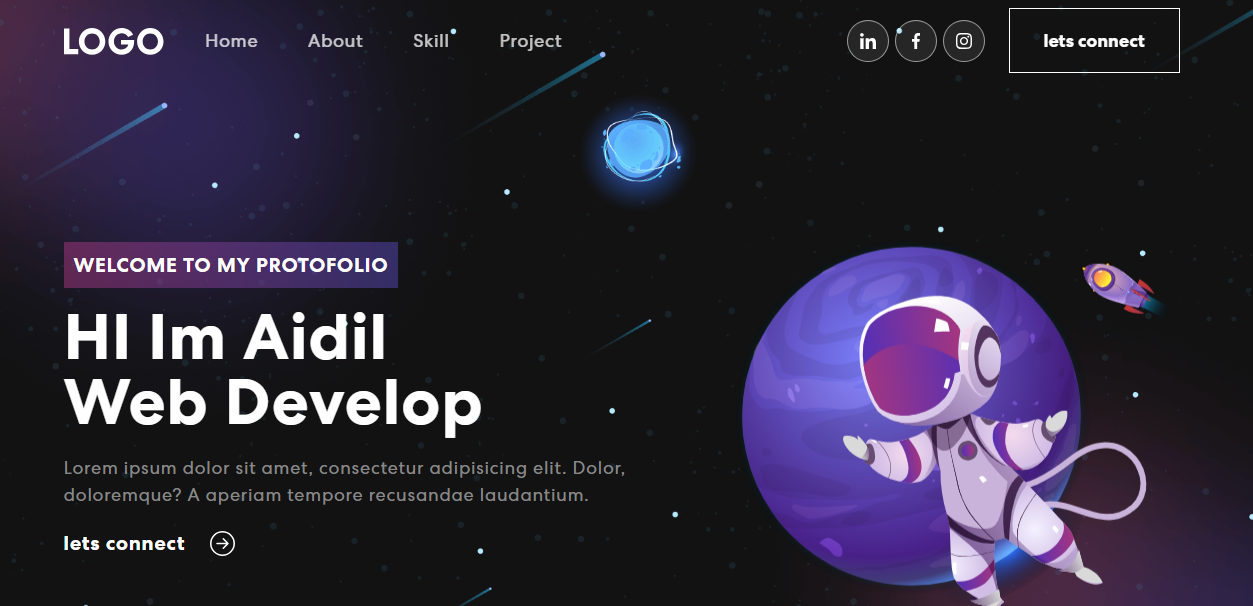 LOGO Home About Skill Project lets connect
WELCOME TO MY PROTOFOLIO
HI Im Aidil
Web Develop
Lorem ipsum dolor sit amet, consectetur adipisicing elit. Dolor,
doloremque? A aperiam tempore recusandae laudantium.
lets connect